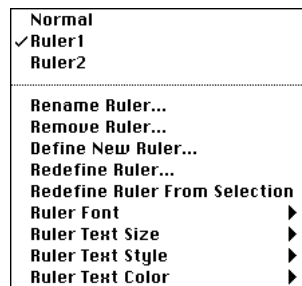 Normal
✓Ruler1
Ruler2
Rename Ruler...
Remove Ruler...
Define New Ruler...
Redefine Ruler...
Redefine Ruler From Selection
Ruler Font
Ruler Text Size
Ruler Text Style
Ruler Text Color